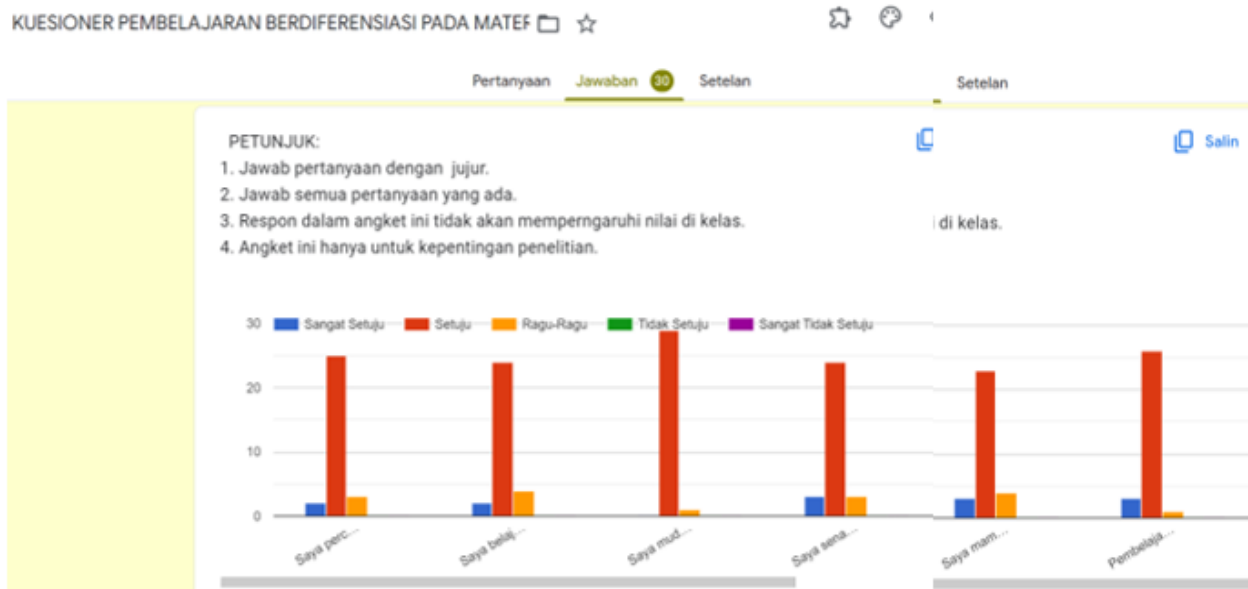 KUESIONER PEMBELAJARAN BERDIFERENSIASI PADA MATEF
Pertanyaan Jawaban 30 Setelan
Setelan
PETUNJUK:
Salin
1. Jawab pertanyaan dengan jujur.
2. Jawab semua pertanyaan yang ada.
3. Respon dalam angket ini tidak akan memperngaruhi nilai di kelas.
di kelas.
4. Angket ini hanya untuk kepentingan penelitian.
30 Sangat Setuju Setuju Ragu-Ragu Tidak Setuju Sangat Tidak Setuju
20
10
0
Saya perc... Saya belaj... Saya mud... Saya sena... Saya mam... Pembelaja...